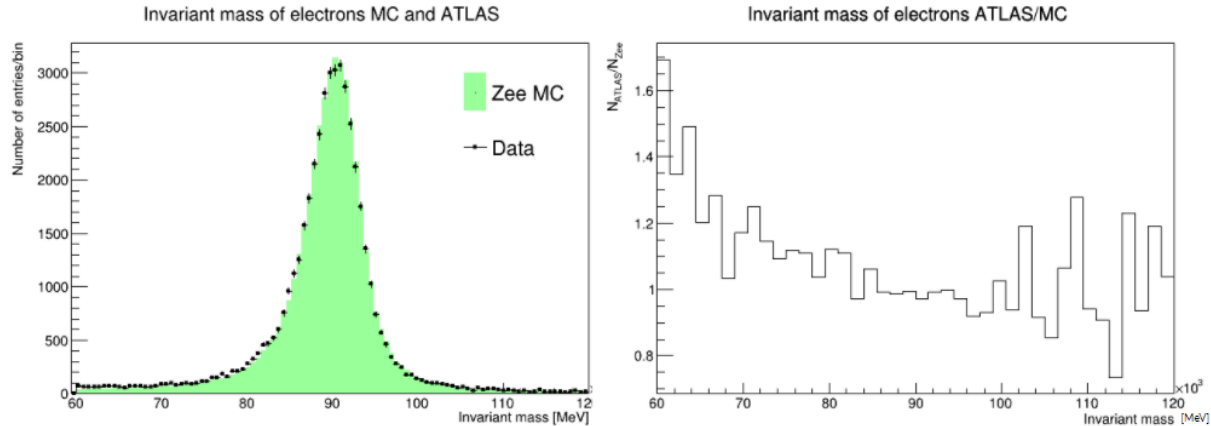 Invariant mass of electrons MC and ATLAS
Number of entries/bin
3000
2500
2000
1500
1000
500
0
Zee MC
Data
60 70 80 90 100 110 120
Invariant mass [MeV]
Invariant mass of electrons ATLAS/MC
N_ATLAS/N_Zee
1.6
1.4
1.2
1
0.8
×10³
60 70 80 90 100 110 120
Invariant mass [MeV]